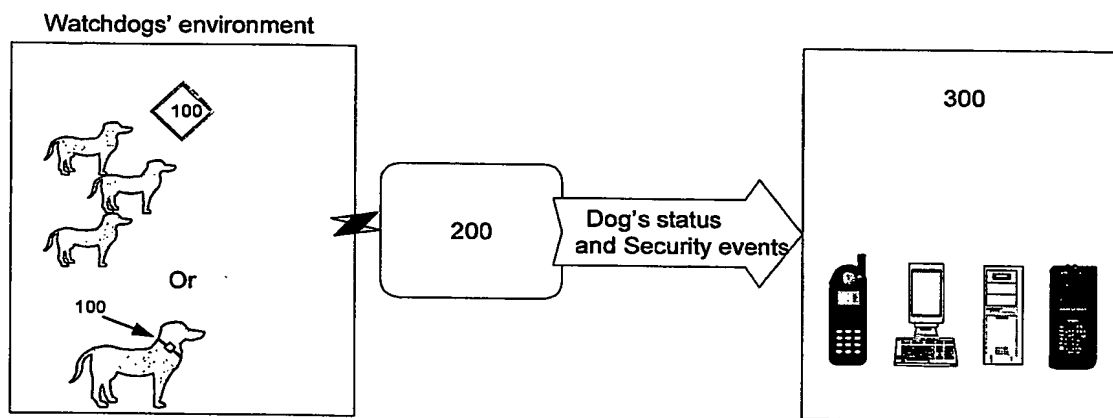 Watchdogs' environment
100
Or
100
200
Dog's status
and Security events
300